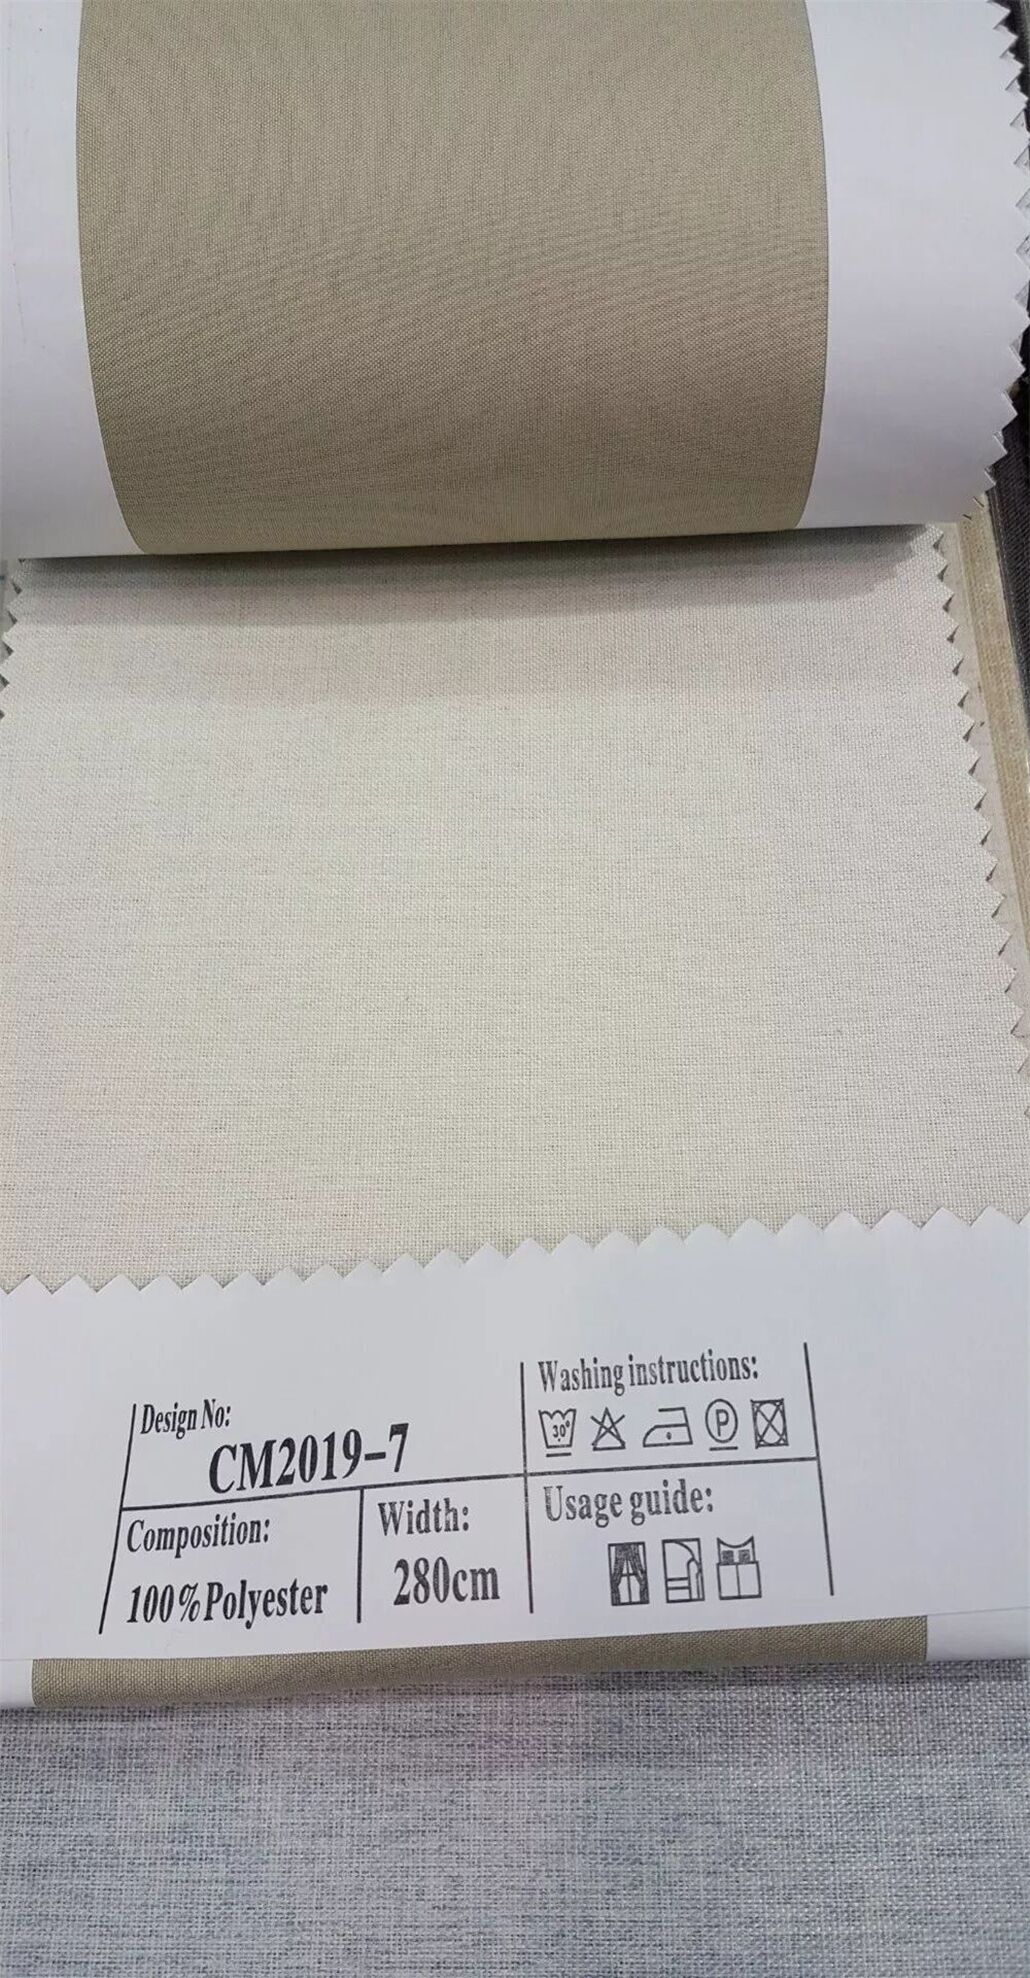 Design No:
CM2019-7
Composition:
100%Polyester
Width:
280cm
Washing instructions:
30°
P
Usage guide: